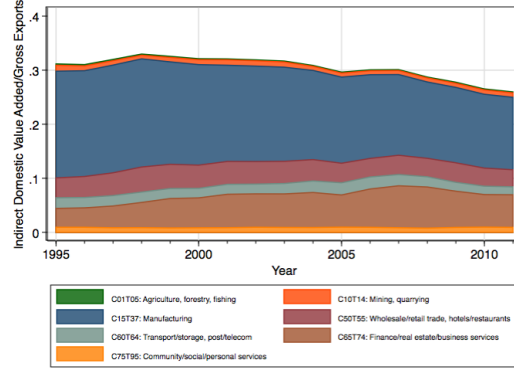 Indirect Domestic Value Added/Gross Exports
.4
.3
.2
.1
0
1995
2000
2005
2010
Year
C01T05: Agriculture, forestry, fishing
C10T14: Mining, quarrying
C15T37: Manufacturing
C50T55: Wholesale/retail trade, hotels/restaurants
C60T64: Transport/storage, post/telecom
C65T74: Finance/real estate/business services
C75T95: Community/social/personal services